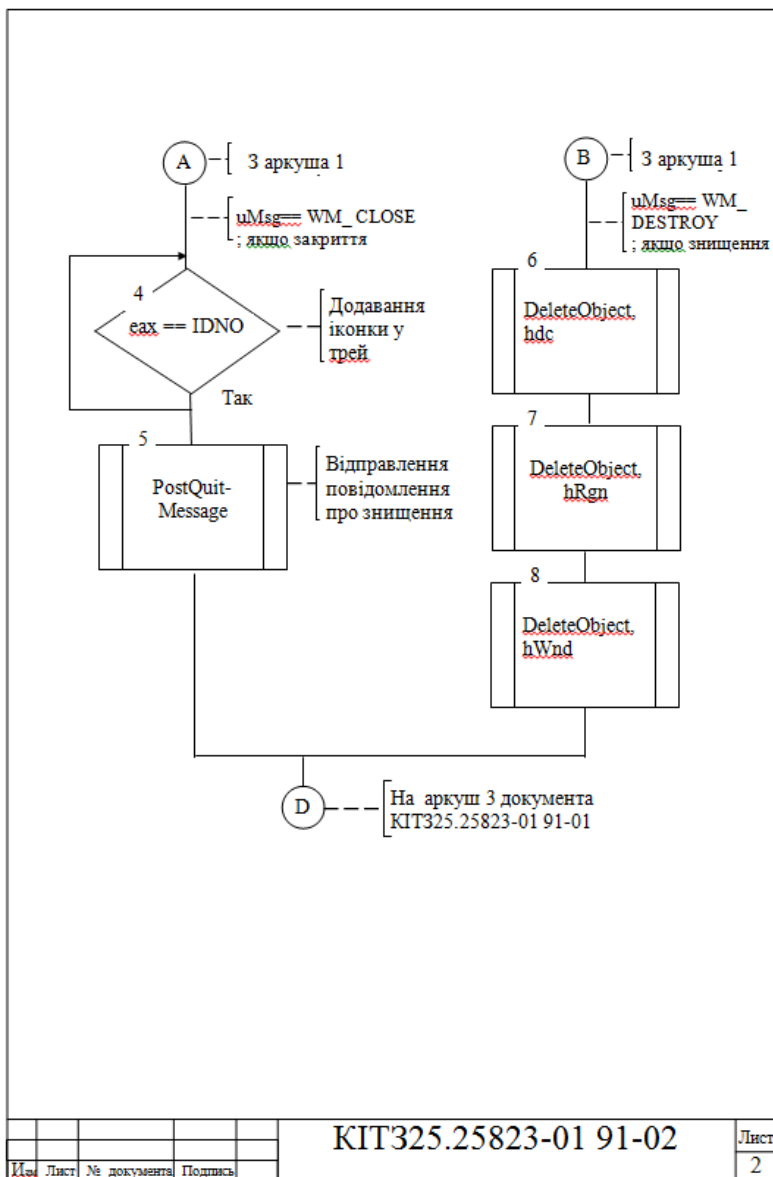 A
З аркуша 1
uMsg== WM_ CLOSE
; якщо закриття
4
eax == IDNO
Додавання
іконки у
трей
Так
5
PostQuit-
Message
Відправлення
повідомлення
про знищення
B
З аркуша 1
uMsg== WM_
DESTROY
; якщо знищення
6
DeleteObject,
hdc
7
DeleteObject,
hRgn
8
DeleteObject,
hWnd
D
На аркуш 3 документа
КІТ325.25823-01 91-01
КІТ325.25823-01 91-02
Лист
2
Изм Лист № документа Подпись